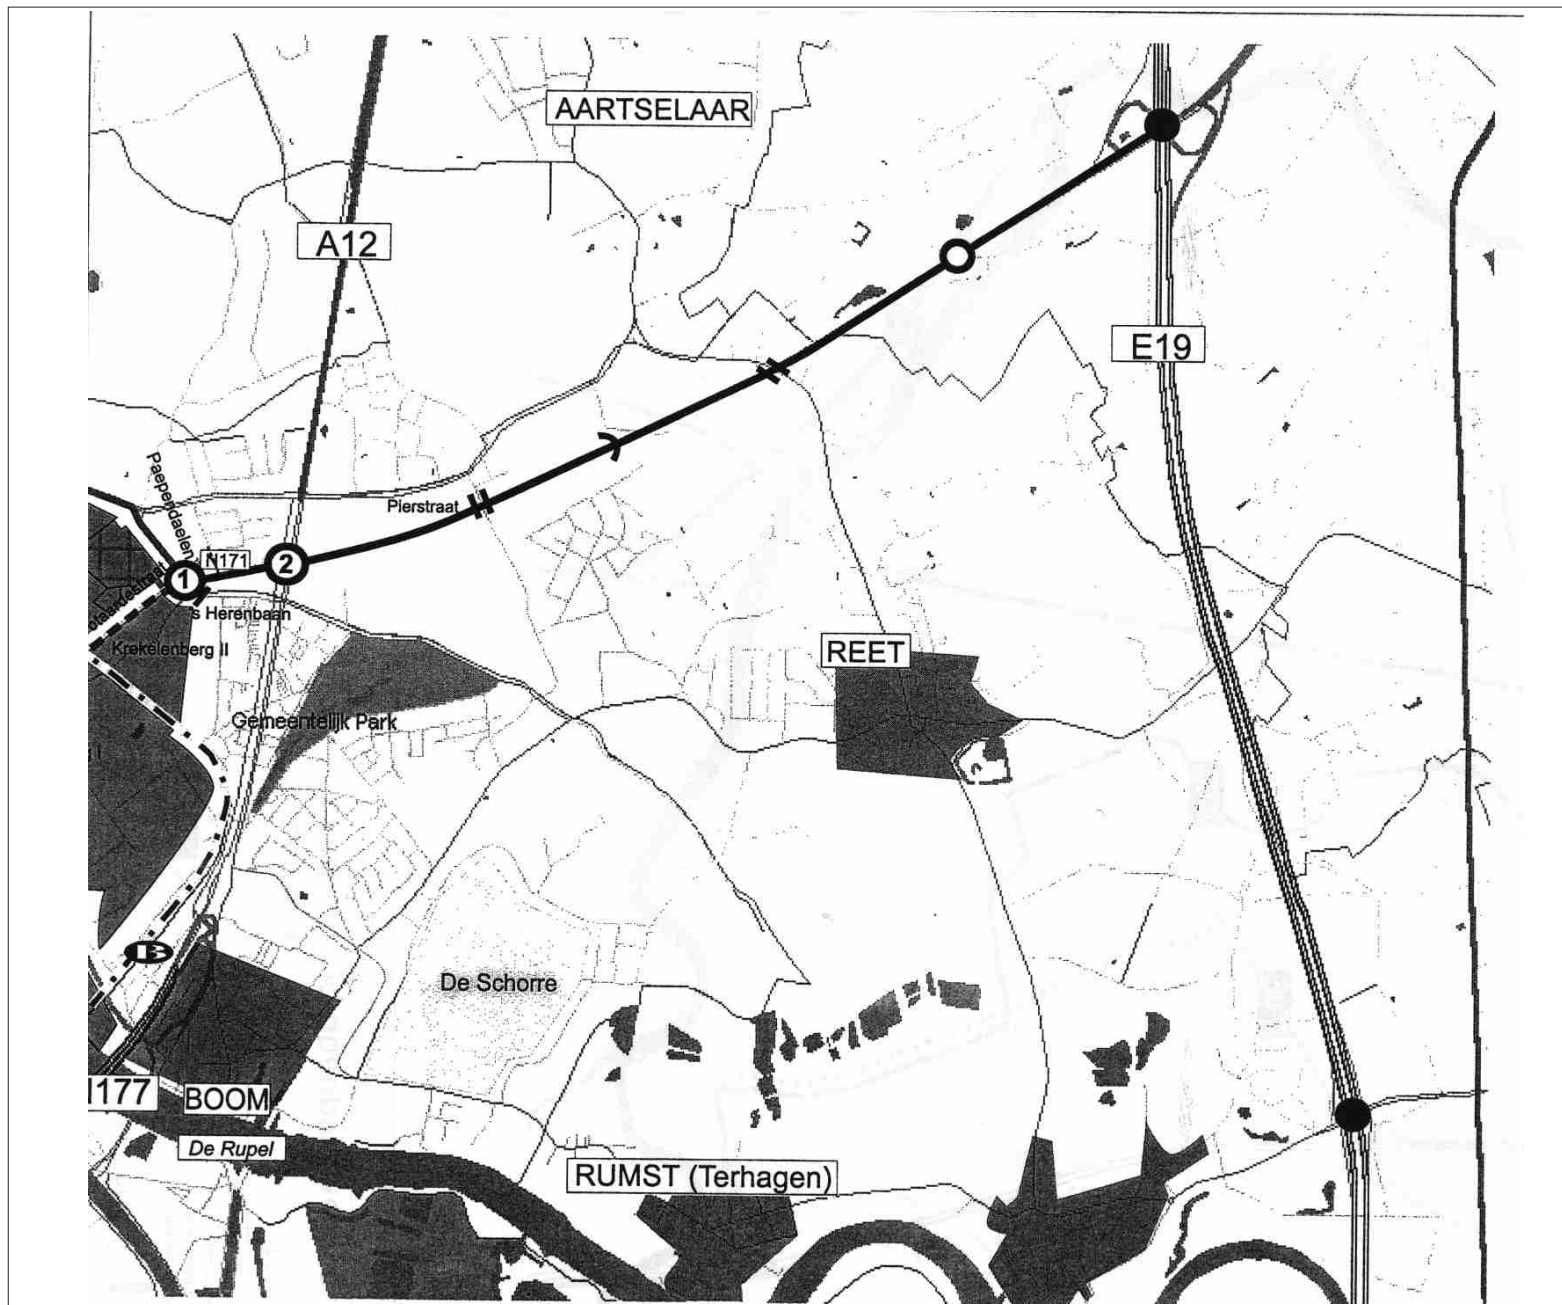 AARTSELAAR
A12
E19
Paependaelen
Pierstraat
N171
2
1
's Herenbaan
Krekelenberg II
REET
Gemeentelijk Park
De Schorre
BOOM
De Rupel
RUMST (Terhagen)